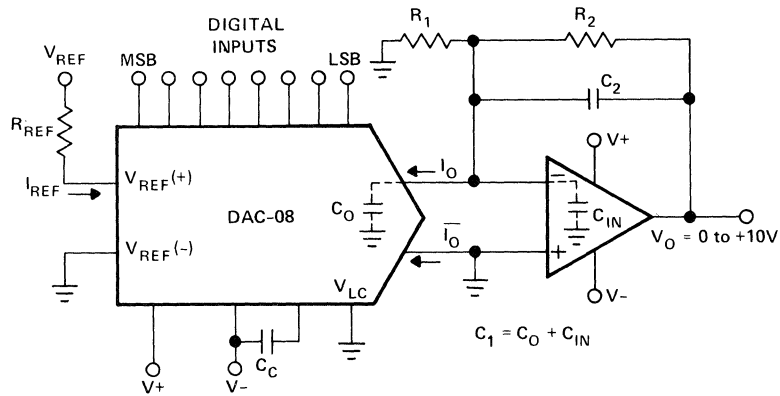 DIGITAL
INPUTS
R1
R2
VREF
MSB
LSB
C2
RREF
V+
IREF
VREF(+)
IO
−
CO
DAC-08
CIN
VREF(-)
IO
+
VO = 0 to +10V
VLC
V-
C1 = CO + CIN
CC
V+
V-